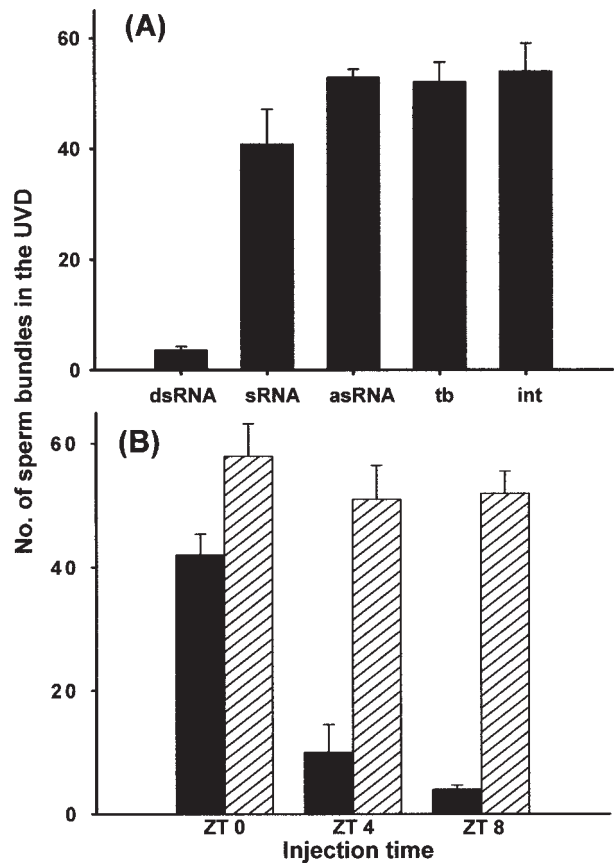 (A)
60
40
20
0
dsRNA sRNA asRNA tb int
No. of sperm bundles in the UVD
(B)
60
40
20
0
ZT 0 ZT 4 ZT 8
Injection time